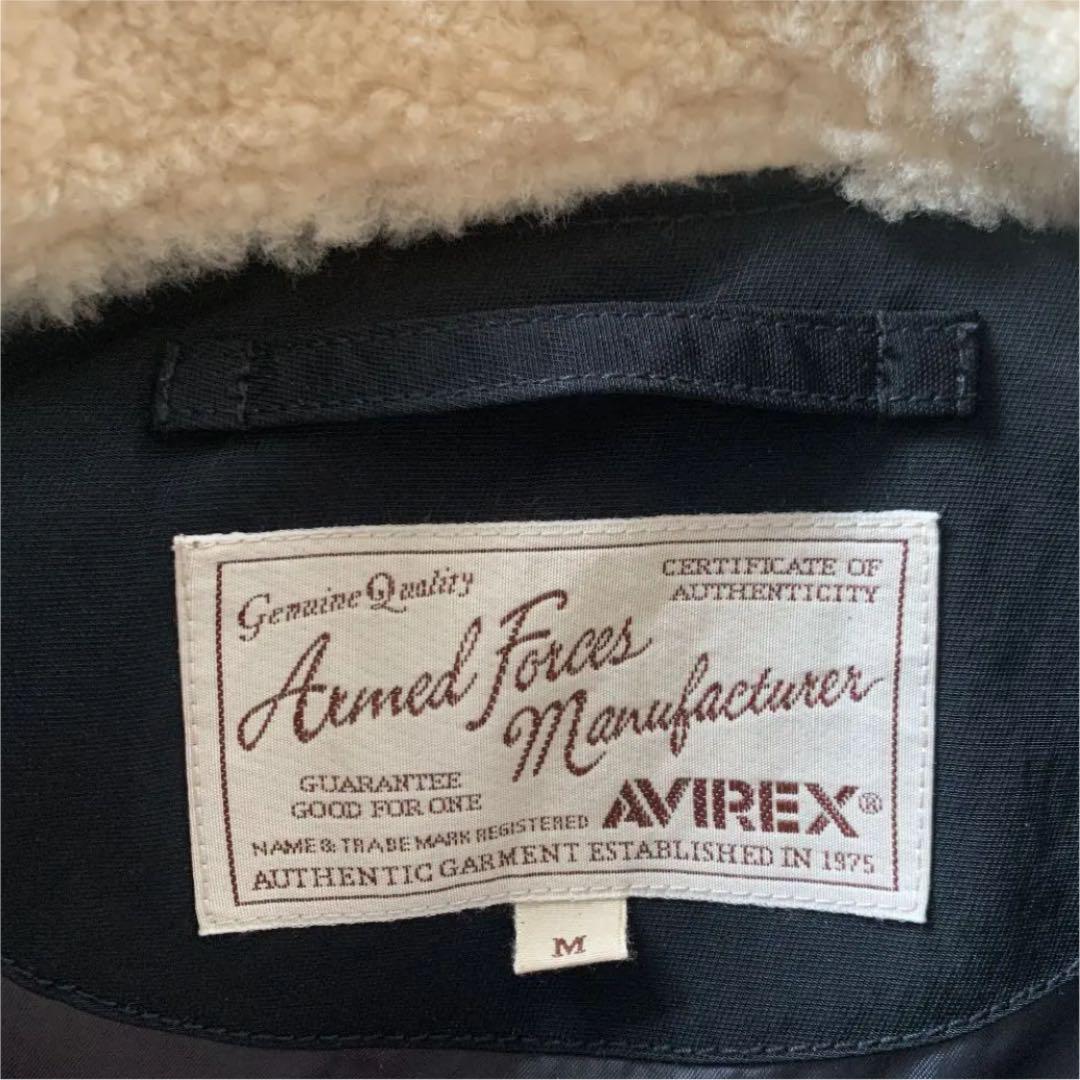 Genuine Quality
CERTIFICATE OF
AUTHENTICITY
Armed Forces
Manufacturer
GUARANTEE
GOOD FOR ONE
AVIREX®
NAME & TRADE MARK REGISTERED
AUTHENTIC GARMENT ESTABLISHED IN 1975
M